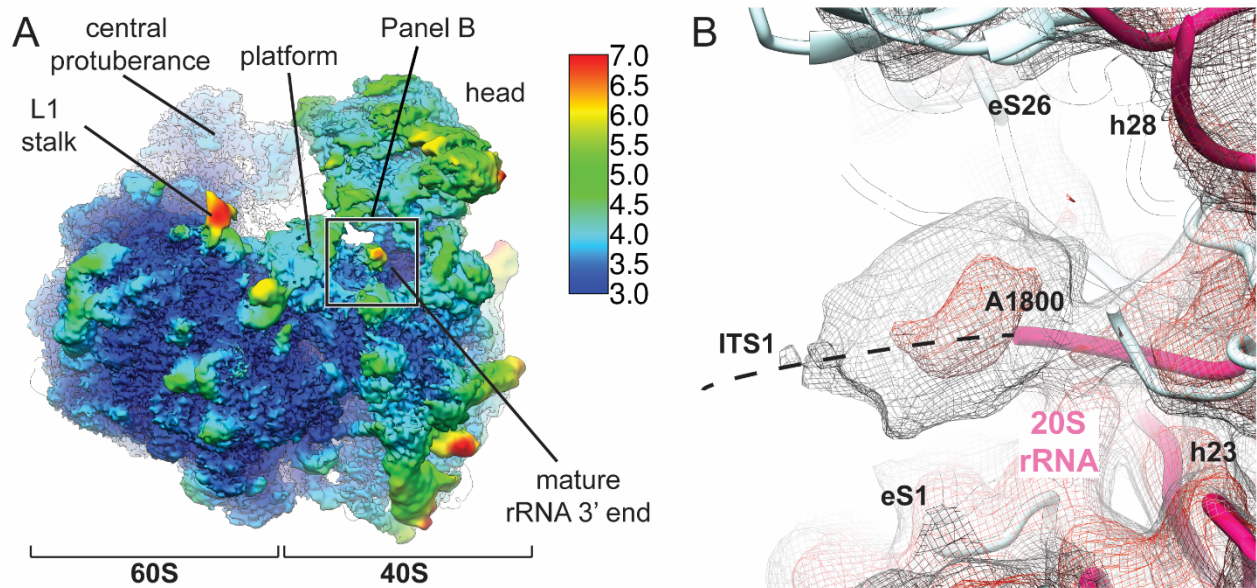 A
central
protuberance
platform
Panel B
head
L1
stalk
7.0
6.5
6.0
5.5
5.0
4.5
4.0
3.5
3.0
mature
rRNA 3’ end
60S
40S
B
eS26
h28
A1800
ITS1
20S
rRNA
h23
eS1